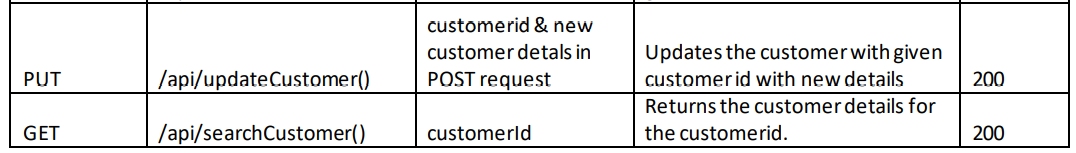 PUT
/api/updateCustomer()
customerid & new
customer detals in
POST request
Updates the customer with given
customer id with new details
200
GET
/api/searchCustomer()
customerId
Returns the customer details for
the customerid.
200